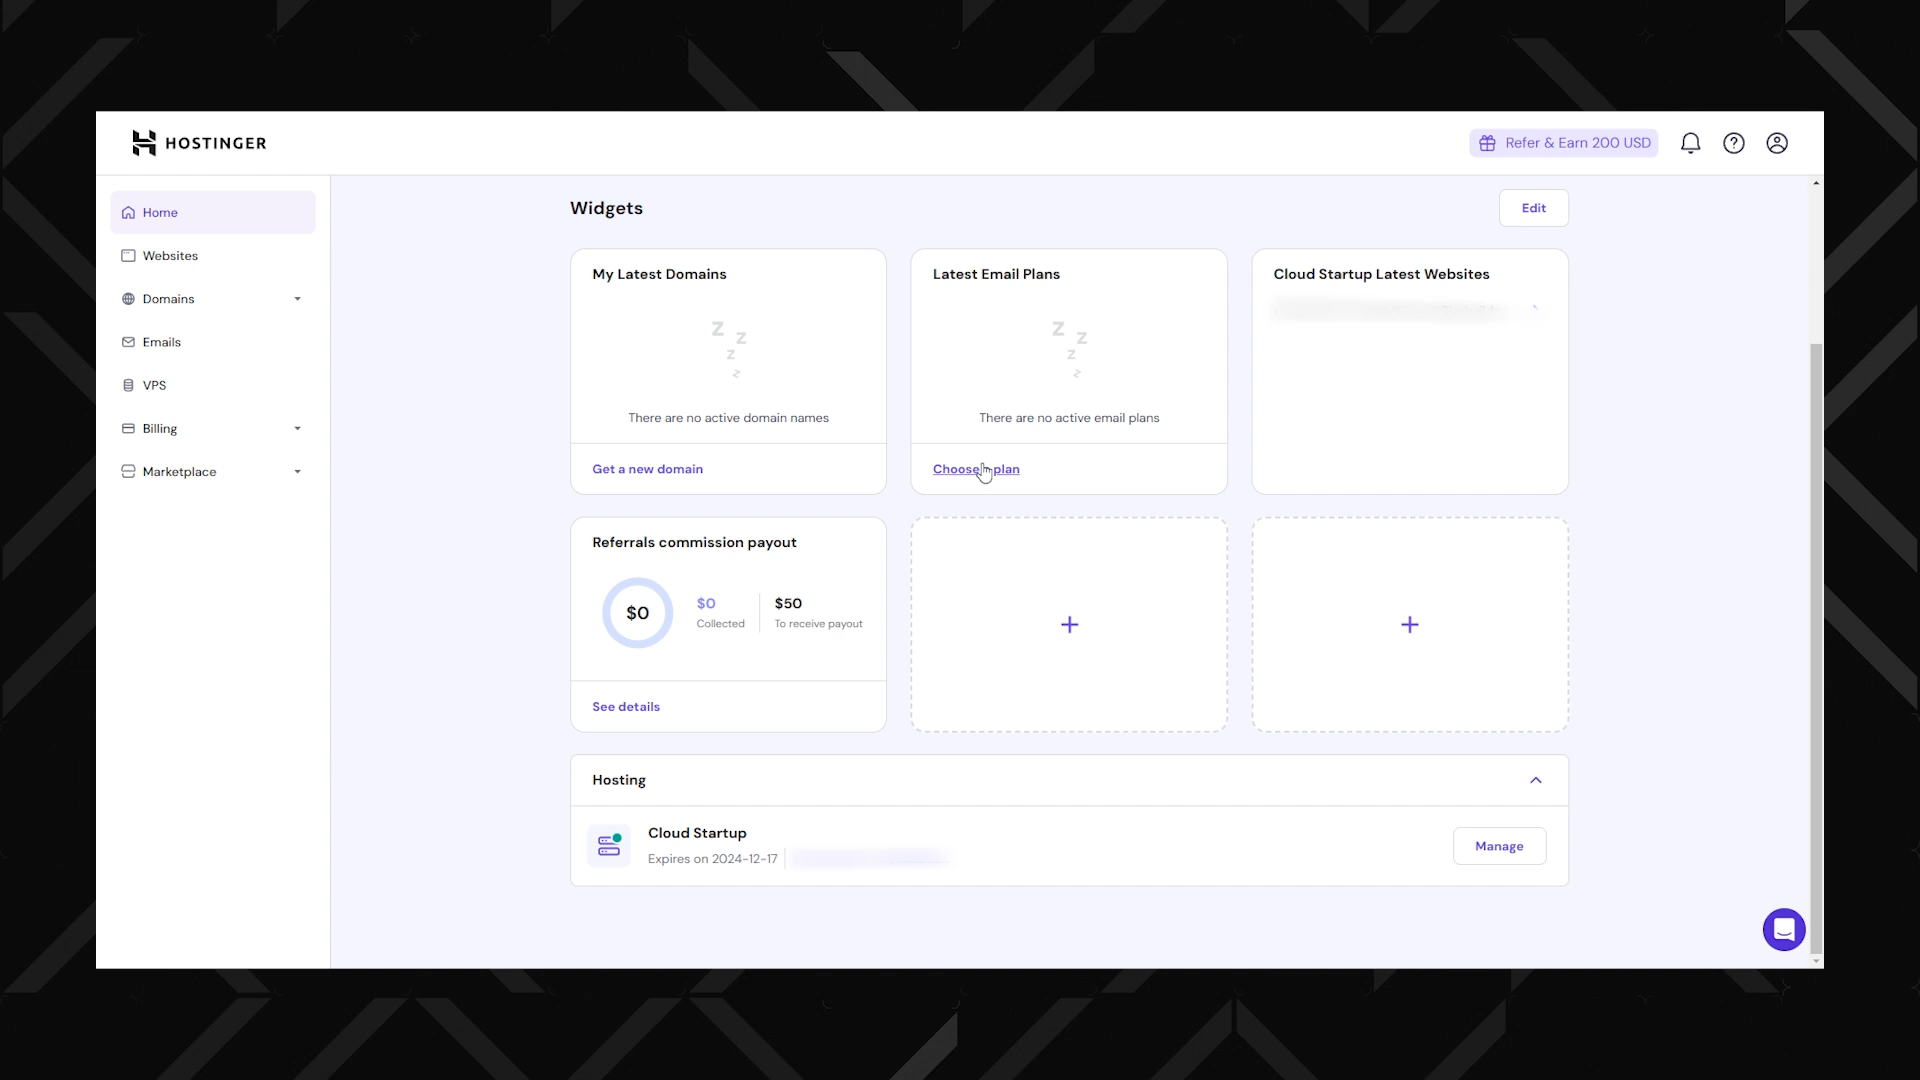 HOSTINGER
Refer & Earn 200 USD
Home
Websites
Domains
Emails
VPS
Billing
Marketplace
Widgets
Edit
My Latest Domains
z z z z
There are no active domain names
Get a new domain
Latest Email Plans
z z z z
There are no active email plans
Choose a plan
Cloud Startup Latest Websites
Referrals commission payout
$0
$0
Collected
$50
To receive payout
See details
+
+
Hosting
Cloud Startup
Expires on 2024-12-17
Manage